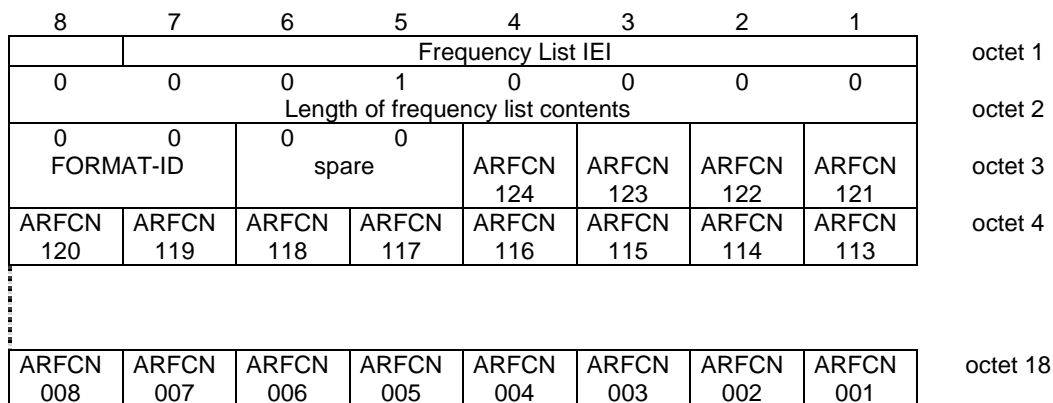 8 7 6 5 4 3 2 1
Frequency List IEI octet 1
0 0 0 1 0 0 0 0
Length of frequency list contents octet 2
0 0 0 0
FORMAT-ID spare ARFCN ARFCN ARFCN ARFCN octet 3
124 123 122 121
ARFCN ARFCN ARFCN ARFCN ARFCN ARFCN ARFCN ARFCN octet 4
120 119 118 117 116 115 114 113
ARFCN ARFCN ARFCN ARFCN ARFCN ARFCN ARFCN ARFCN octet 18
008 007 006 005 004 003 002 001